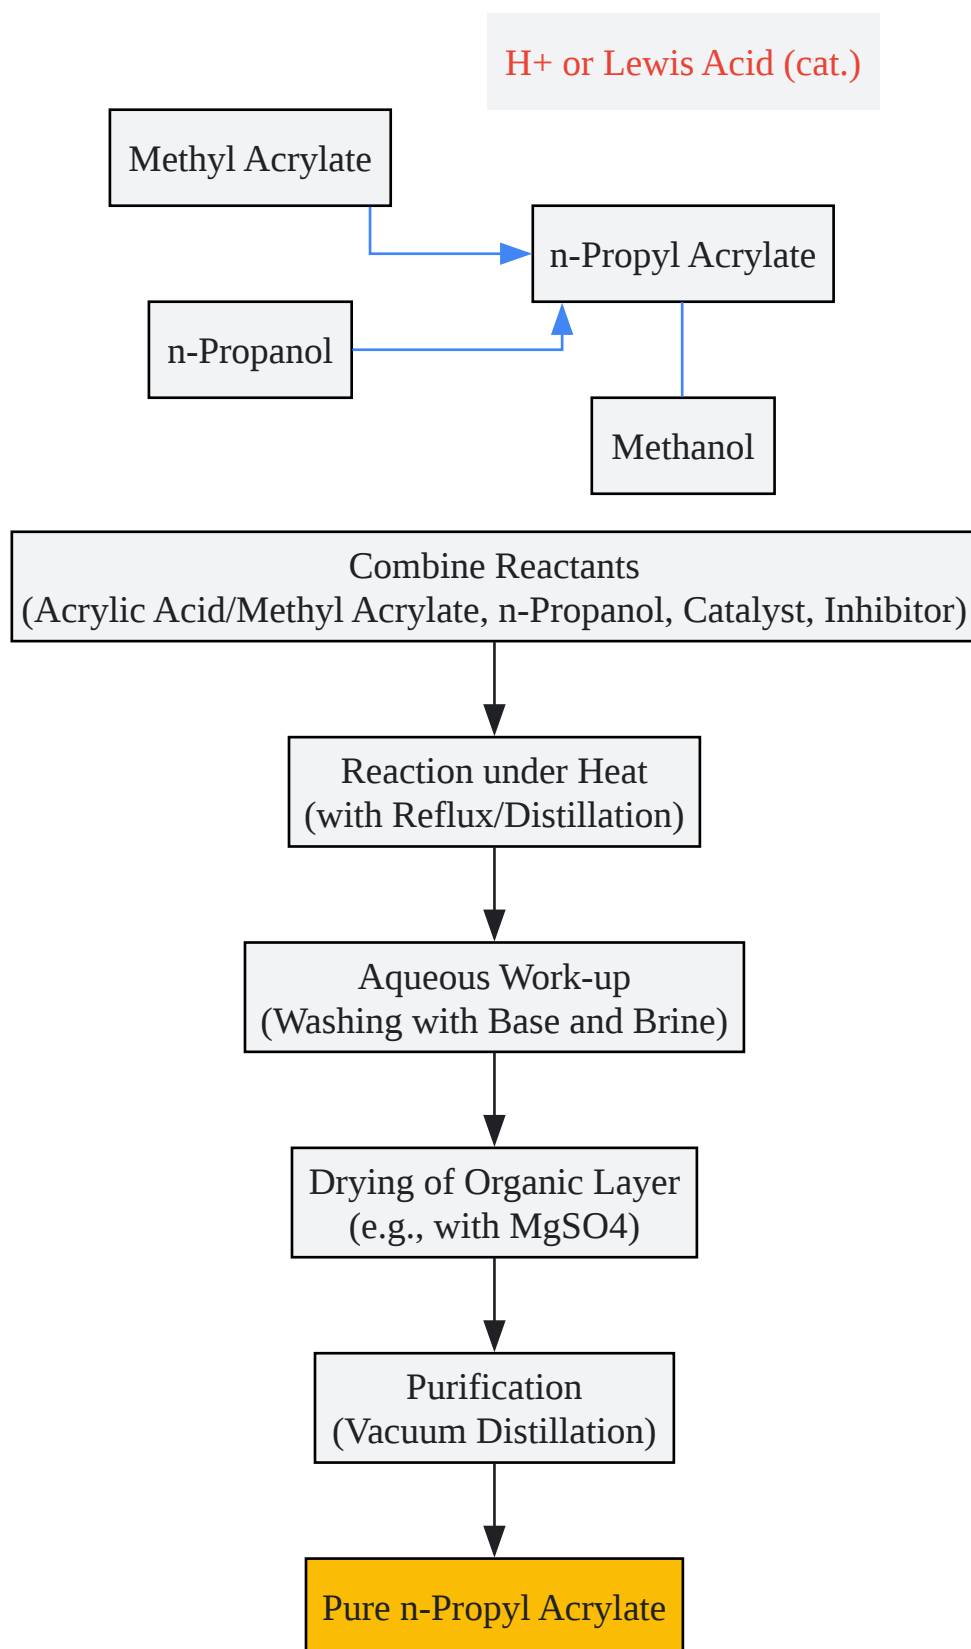 H+ or Lewis Acid (cat.)
Methyl Acrylate
n-Propyl Acrylate
n-Propanol
Methanol
Combine Reactants
(Acrylic Acid/Methyl Acrylate, n-Propanol, Catalyst, Inhibitor)
Reaction under Heat
(with Reflux/Distillation)
Aqueous Work-up
(Washing with Base and Brine)
Drying of Organic Layer
(e.g., with MgSO4)
Purification
(Vacuum Distillation)
Pure n-Propyl Acrylate